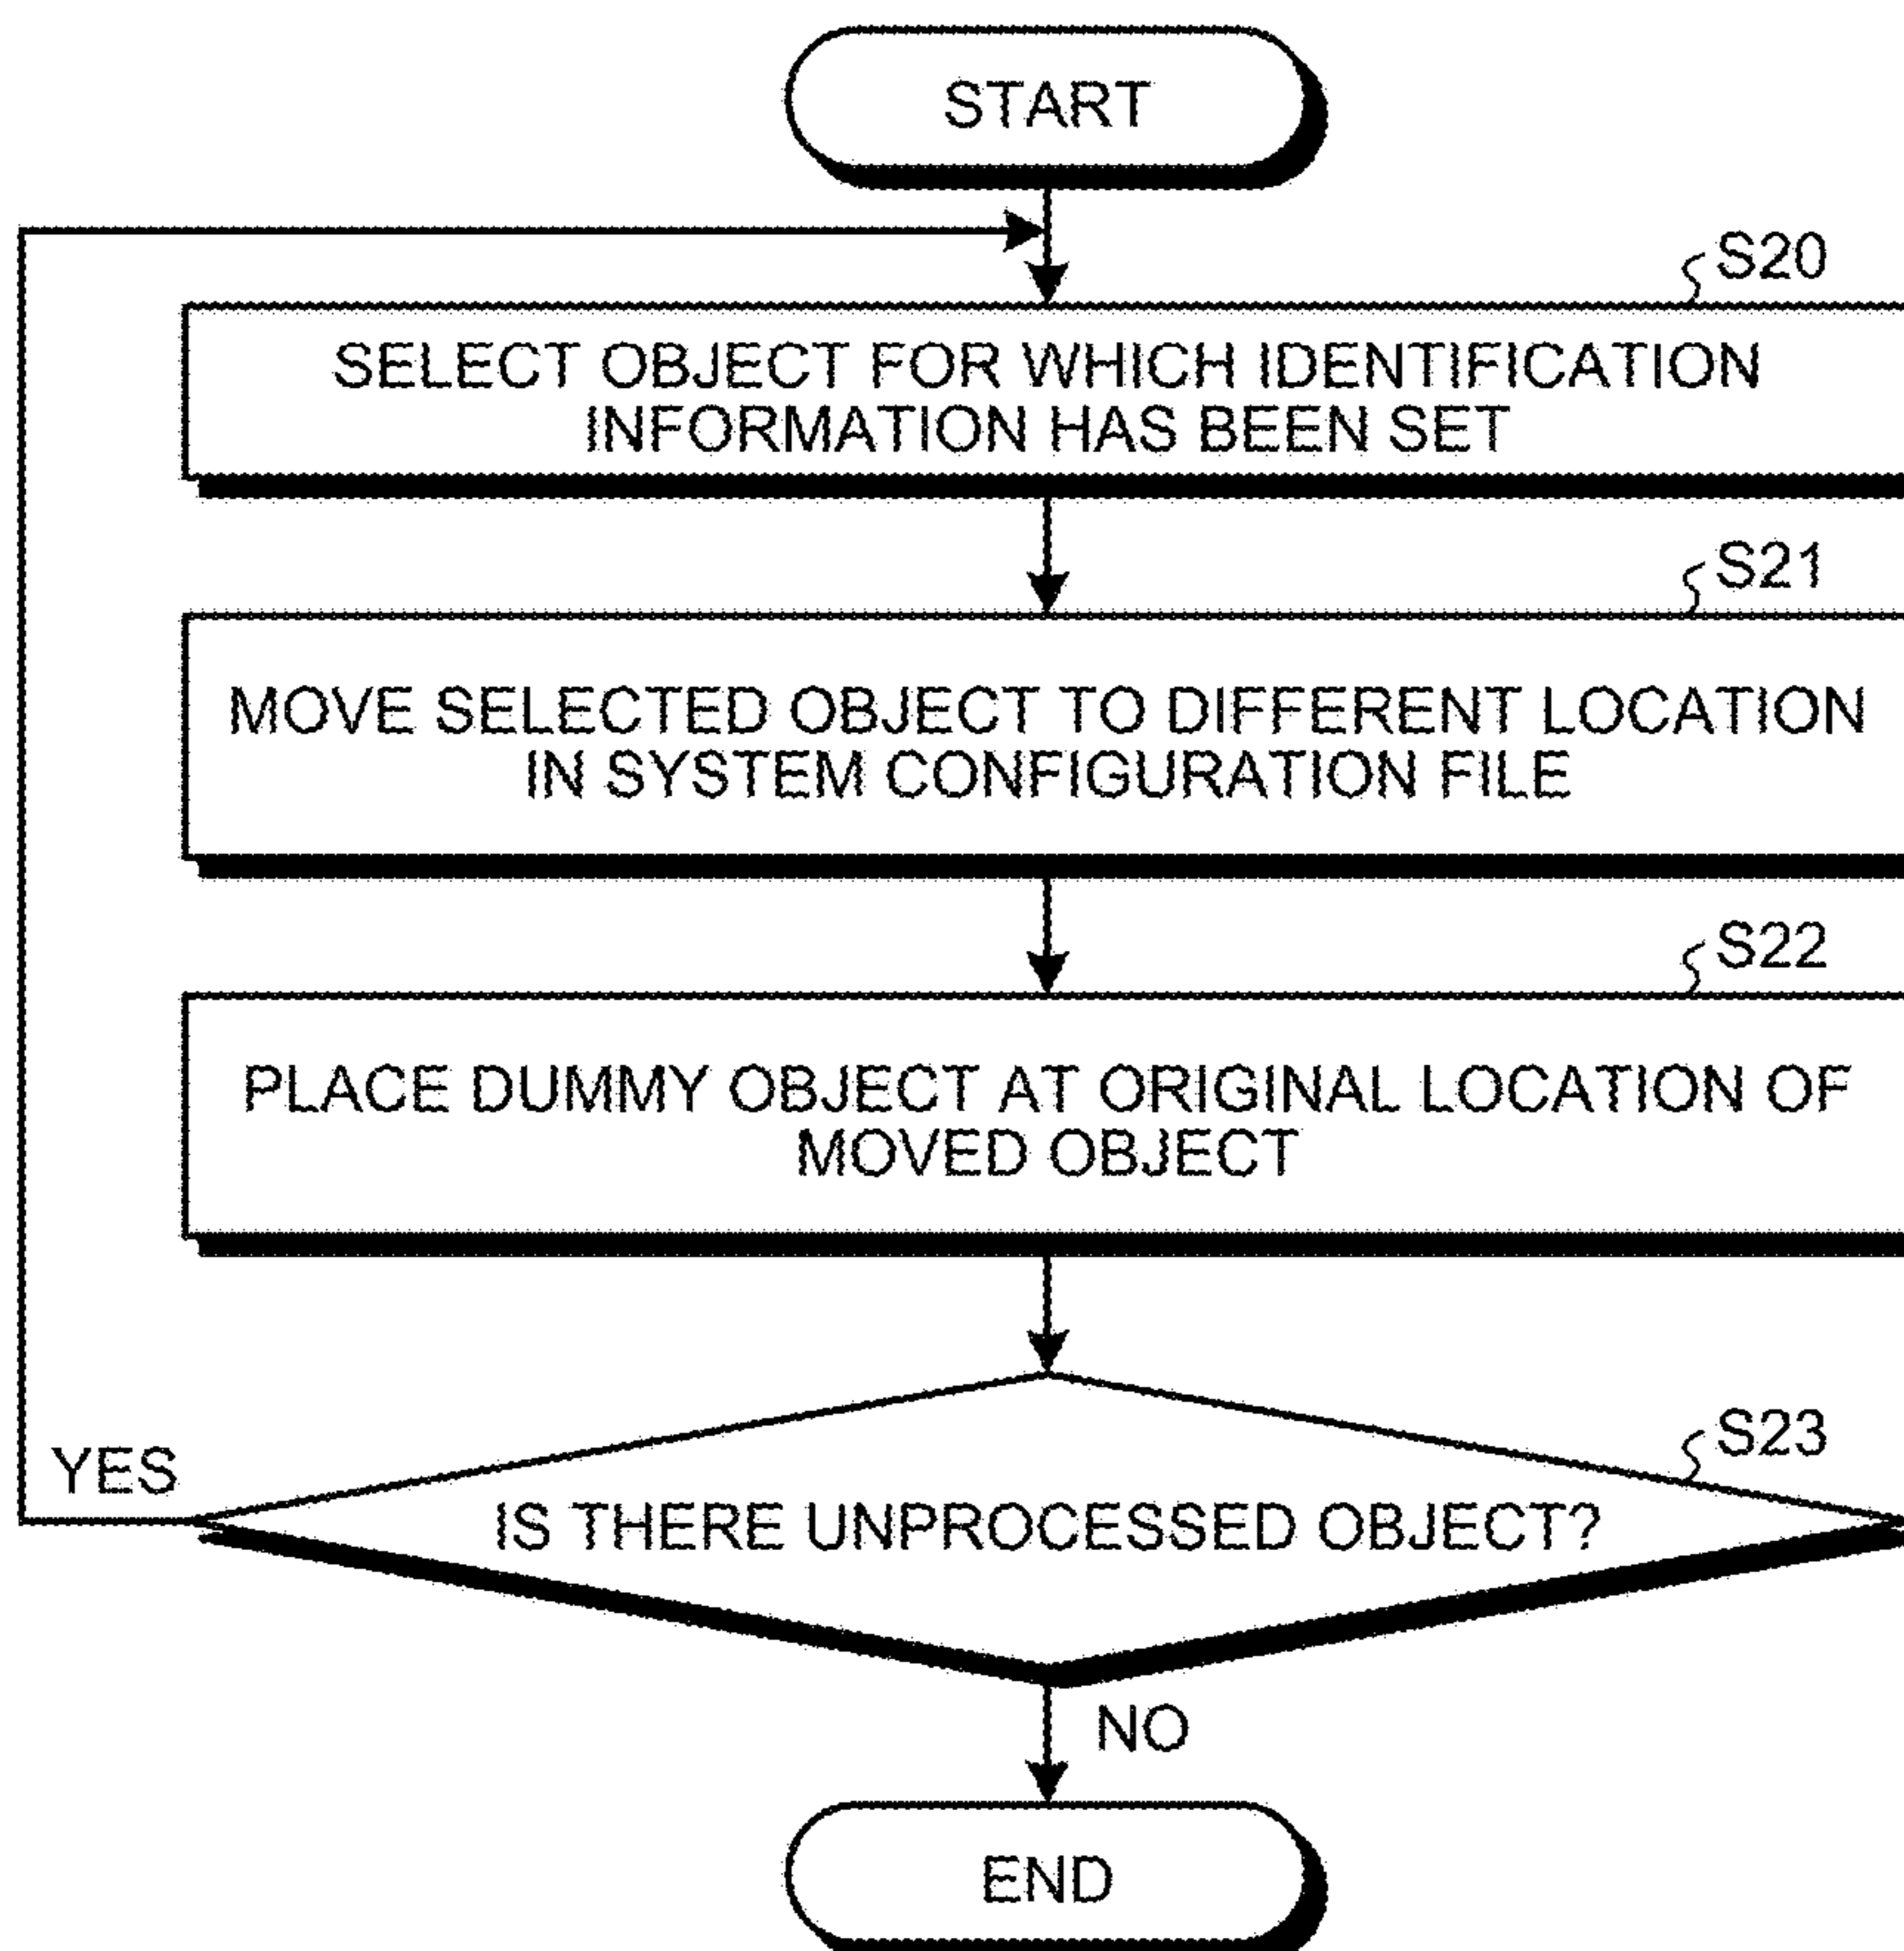 START
S20
SELECT OBJECT FOR WHICH IDENTIFICATION
INFORMATION HAS BEEN SET
S21
MOVE SELECTED OBJECT TO DIFFERENT LOCATION
IN SYSTEM CONFIGURATION FILE
S22
PLACE DUMMY OBJECT AT ORIGINAL LOCATION OF
MOVED OBJECT
S23
YES
IS THERE UNPROCESSED OBJECT?
NO
END